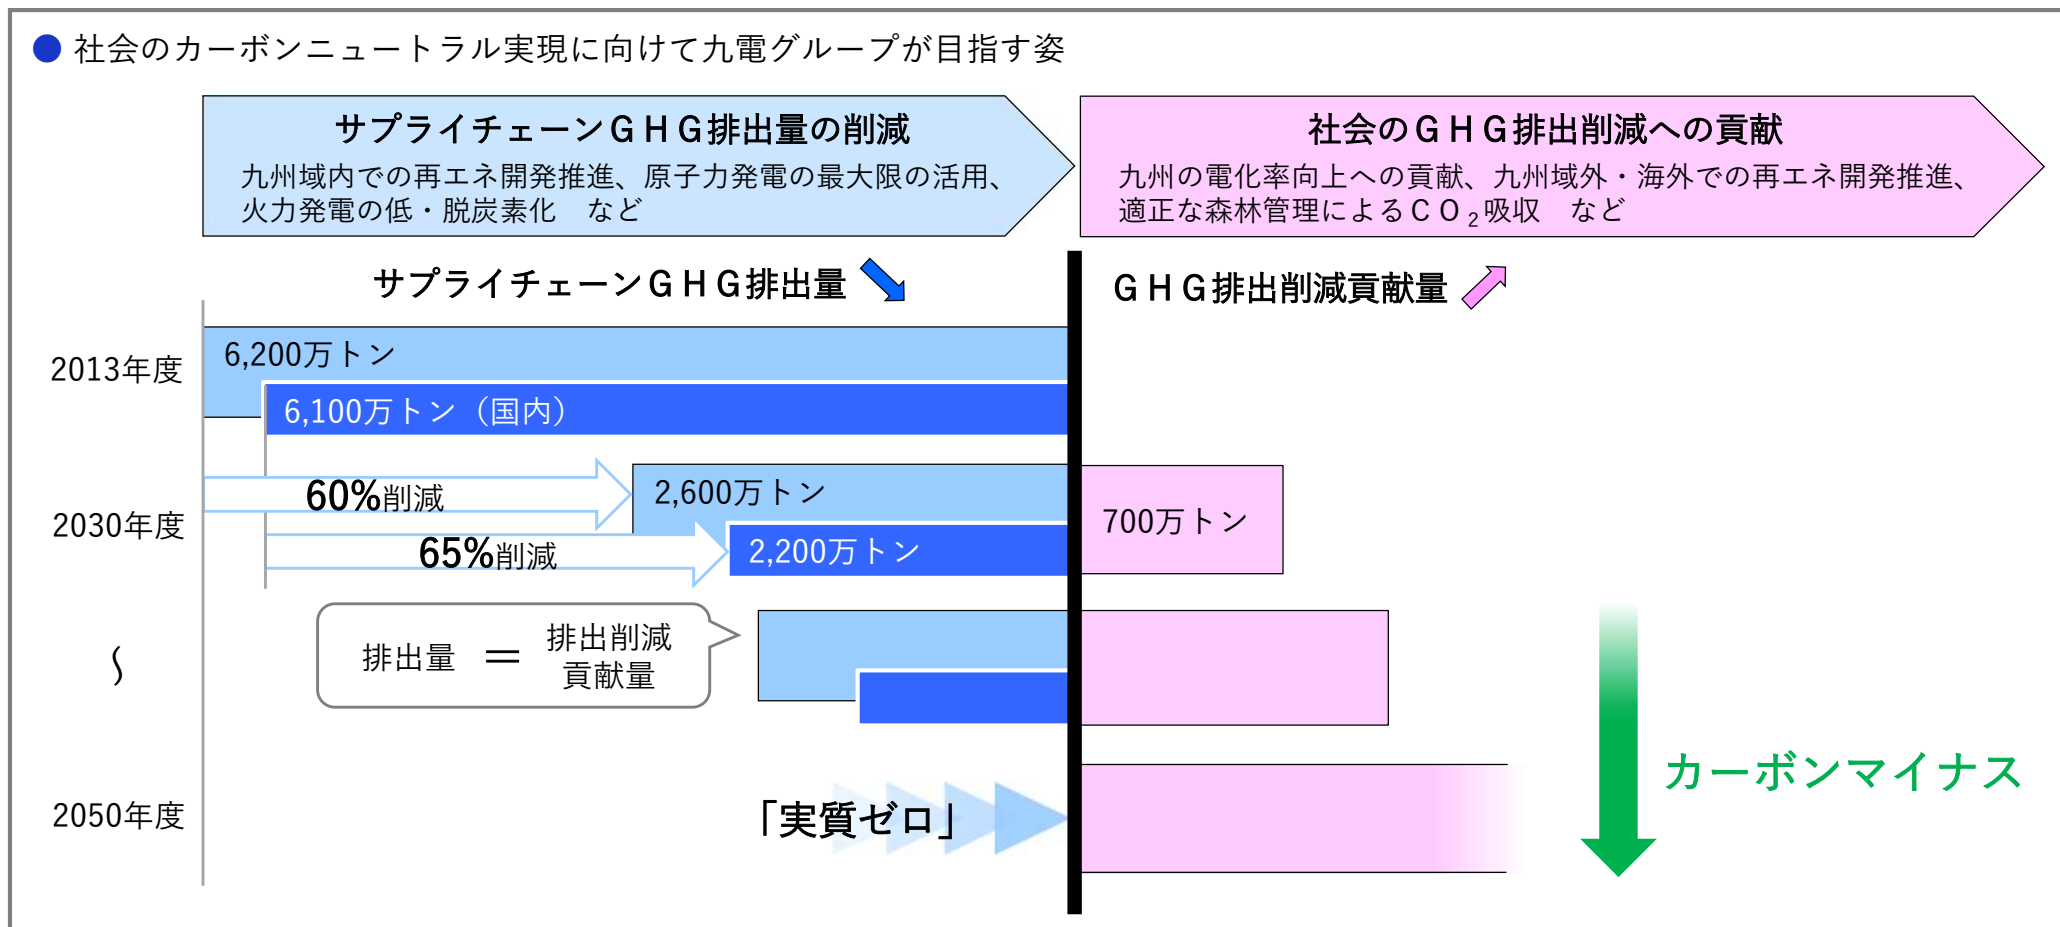 ● 社会のカーボンニュートラル実現に向けて九電グループが目指す姿
サプライチェーンＧＨＧ排出量の削減
九州域内での再エネ開発推進、原子力発電の最大限の活用、
火力発電の低・脱炭素化　など
社会のＧＨＧ排出削減への貢献
九州の電化率向上への貢献、九州域外・海外での再エネ開発推進、
適正な森林管理によるＣＯ₂吸収　など
サプライチェーンＧＨＧ排出量
ＧＨＧ排出削減貢献量
2013年度
6,200万トン
6,100万トン（国内）
2030年度
60%削減
2,600万トン
65%削減
2,200万トン
700万トン
～
排出量 ＝ 排出削減
貢献量
2050年度
「実質ゼロ」
カーボンマイナス